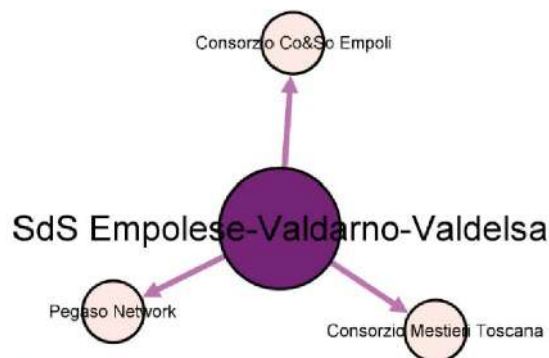 Consorzio Co&So Empoli
SdS Empolese-Valdarno-Valdelsa
Pegaso Network
Consorzio Mestieri Toscana